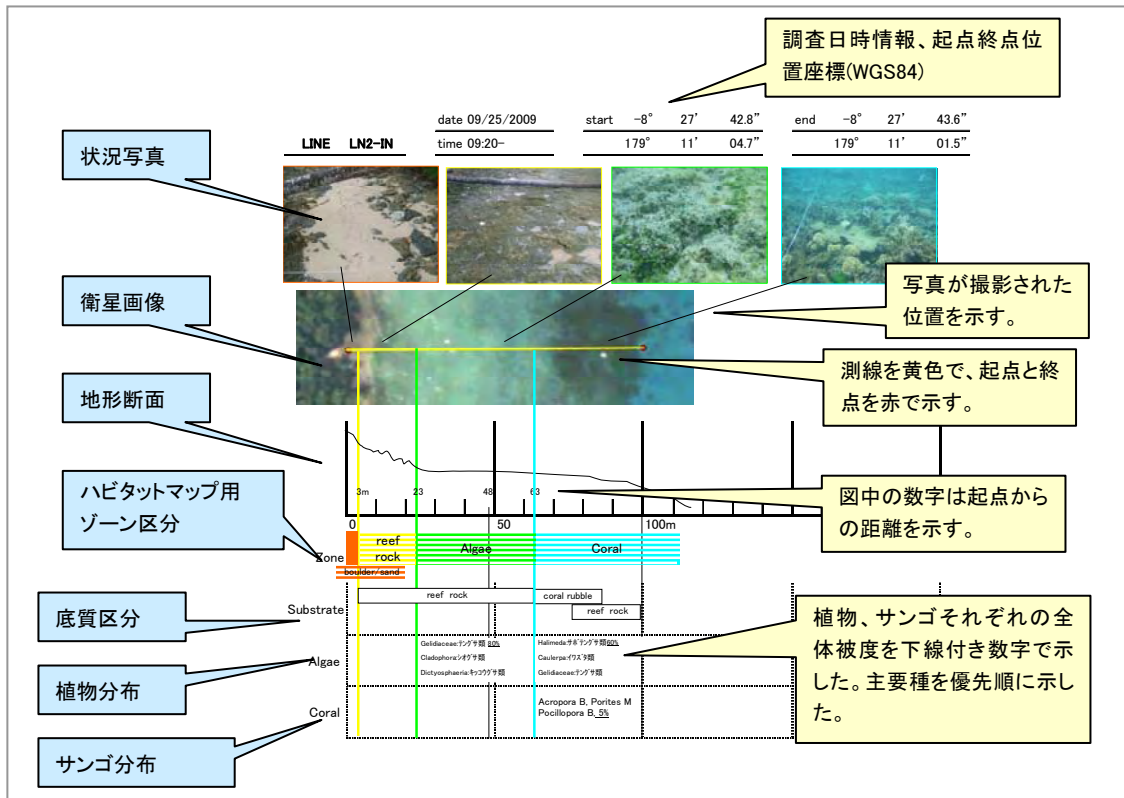 調査日時情報、起点終点位
置座標(WGS84)
date 09/25/2009
start -8° 27’ 42.8”
end -8° 27’ 43.6”
LINE LN2-IN
time 09:20-
179° 11’ 04.7”
179° 11’ 01.5”
状況写真
衛星画像
写真が撮影された
位置を示す。
測線を黄色で、起点と終
点を赤で示す。
地形断面
ハビタットマップ用
ゾーン区分
3m 23 48 63
0 50 100m
図中の数字は起点から
の距離を示す。
Zone
reef
rock
Algae
Coral
boulder/sand
底質区分
Substrate
reef rock
coral rubble
reef rock
植物、サンゴそれぞれの全
体被度を下線付き数字で示
した。主要種を優先順に示し
た。
植物分布
Algae
Gelidiaceae:テングサ類 80%
Cladophora:シオグサ類
Dictyosphaeria:キッコウグサ類
Halimeda:サボテングサ類60%
Caulerpa:イワズタ類
Gelidiaceae:テングサ類
サンゴ分布
Coral
Acropora B, Porites M
Pocillopora B, 5%